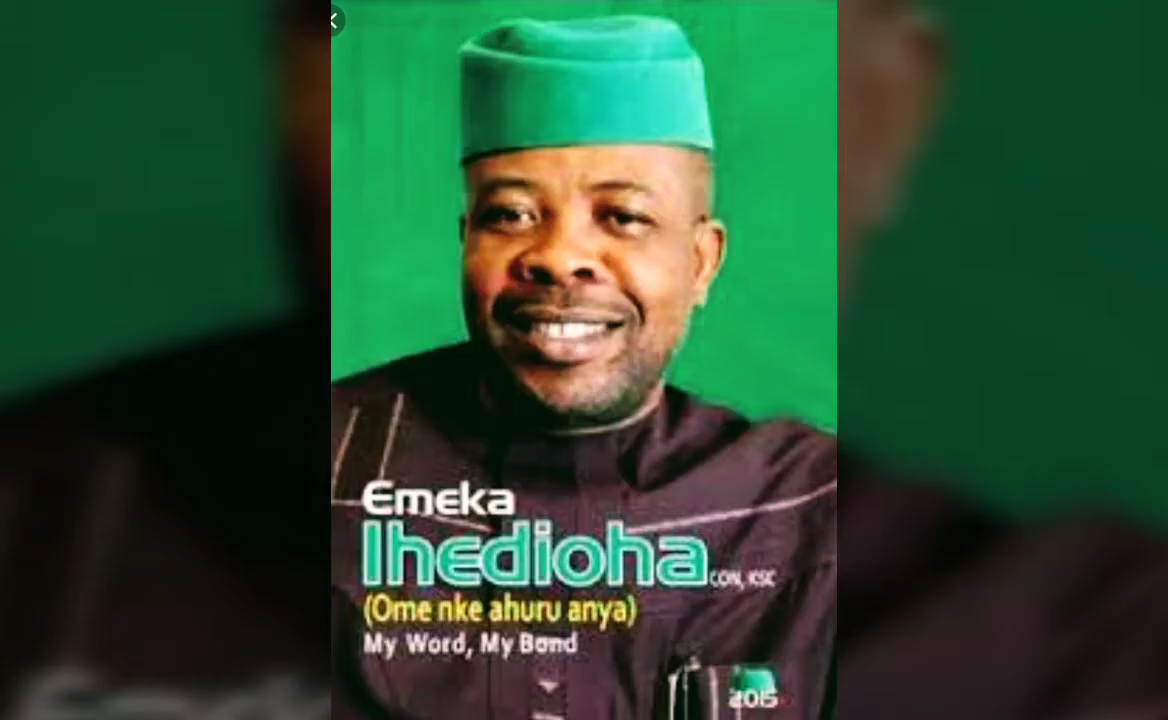 Emeka
Ihedioha CON, KSC
(Ome nke ahuru anya)
My Word, My Bond
2015